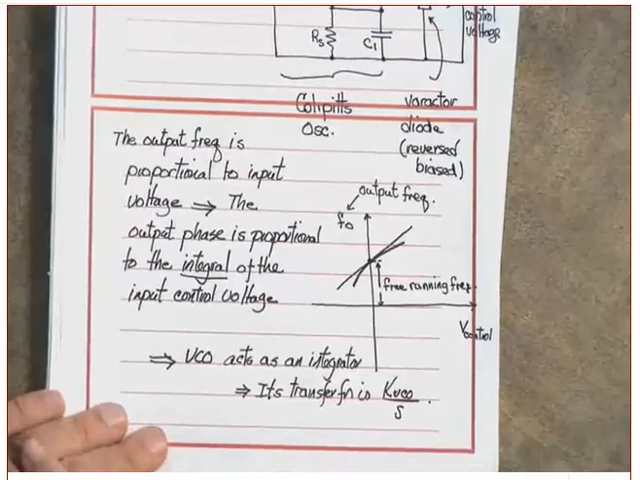 control
voltage
Rs
C1
Colpitts
Osc.
varactor
diode
(reversed
biased)
The output freq is
proportional to input
voltage ⇒ The
output phase is proportional
to the integral of the
input control voltage
output freq.
fo
free running freq.
Vcontrol
⇒ VCO acts as an integrator
⇒ Its transfer fn is Kvco/s.